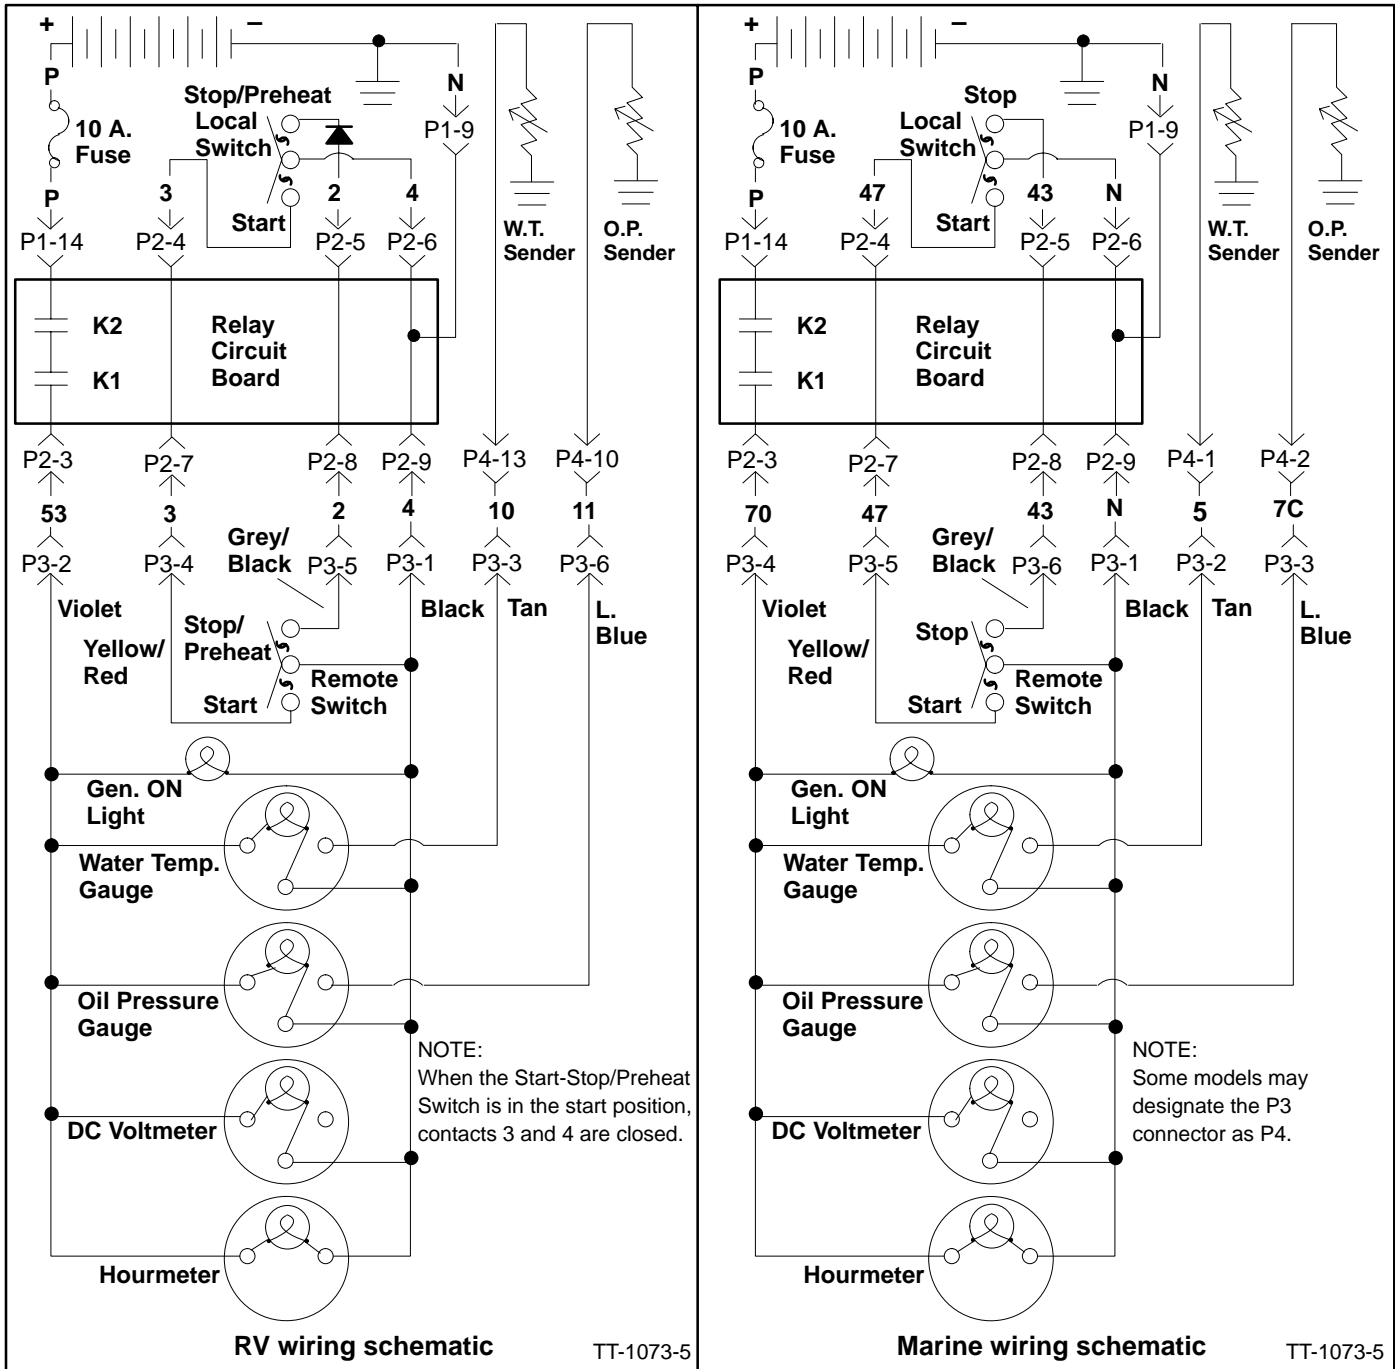 +
–
P
10 A.
Fuse
P
P1-14
Stop/Preheat
Local
Switch
Start
3
2
4
P2-4
P2-5
P2-6
N
P1-9
W.T.
Sender
O.P.
Sender
K2
K1
Relay
Circuit
Board
P2-3
P2-7
P2-8
P2-9
P4-13
P4-10
53
3
2
4
10
11
Grey/
Black
P3-2
P3-4
P3-5
P3-1
P3-3
P3-6
Violet
Yellow/
Red
Stop/
Preheat
Start
Remote
Switch
Black
Tan
L.
Blue
Gen. ON
Light
Water Temp.
Gauge
Oil Pressure
Gauge
NOTE:
When the Start-Stop/Preheat
Switch is in the start position,
contacts 3 and 4 are closed.
DC Voltmeter
Hourmeter
RV wiring schematic
TT-1073-5
+
–
P
10 A.
Fuse
P
P1-14
Stop
Local
Switch
Start
47
43
N
P2-4
P2-5
P2-6
N
P1-9
W.T.
Sender
O.P.
Sender
K2
K1
Relay
Circuit
Board
P2-3
P2-7
P2-8
P2-9
P4-1
P4-2
70
47
43
N
5
7C
Grey/
Black
P3-4
P3-5
P3-6
P3-1
P3-2
P3-3
Violet
Yellow/
Red
Stop
Start
Remote
Switch
Black
Tan
L.
Blue
Gen. ON
Light
Water Temp.
Gauge
Oil Pressure
Gauge
NOTE:
Some models may
designate the P3
connector as P4.
DC Voltmeter
Hourmeter
Marine wiring schematic
TT-1073-5